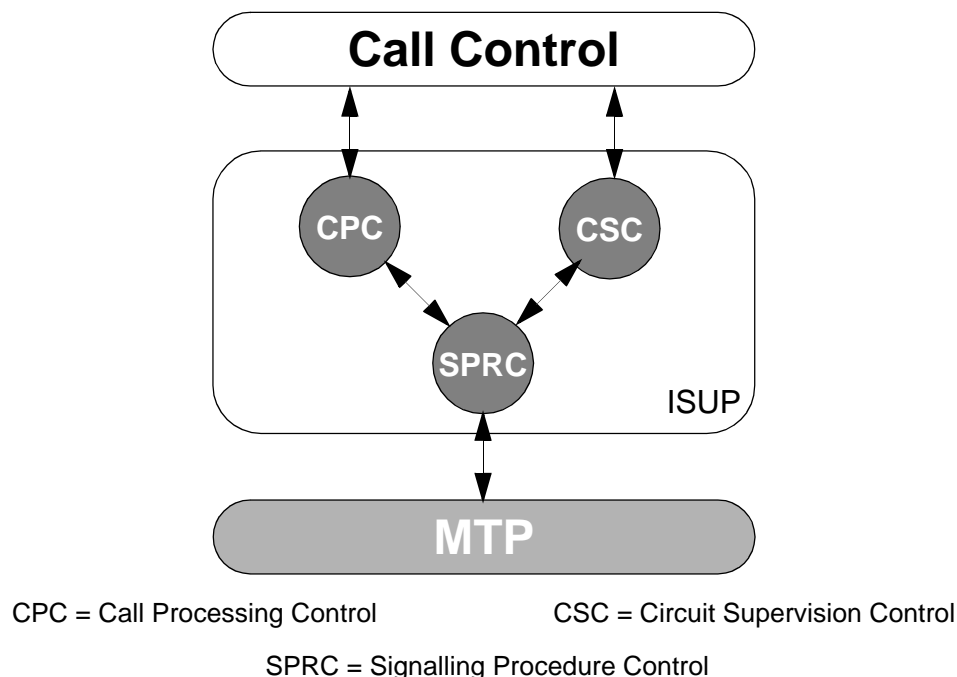 Call Control
CPC
CSC
SPRC
ISUP
MTP
CPC = Call Processing Control
CSC = Circuit Supervision Control
SPRC = Signalling Procedure Control